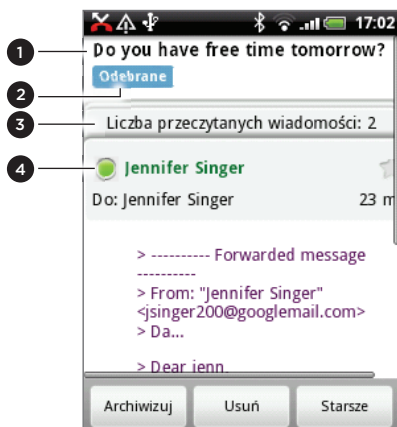 17:02
1 Do you have free time tomorrow?
2 Odebrane
3 Liczba przeczytanych wiadomości: 2
4 Jennifer Singer
Do: Jennifer Singer 23 m
> ---------- Forwarded message
----------
> From: "Jennifer Singer"
<jsinger200@googlemail.com>
> Da...
> Dear jenn,
Archiwizuj Usuń Starsze